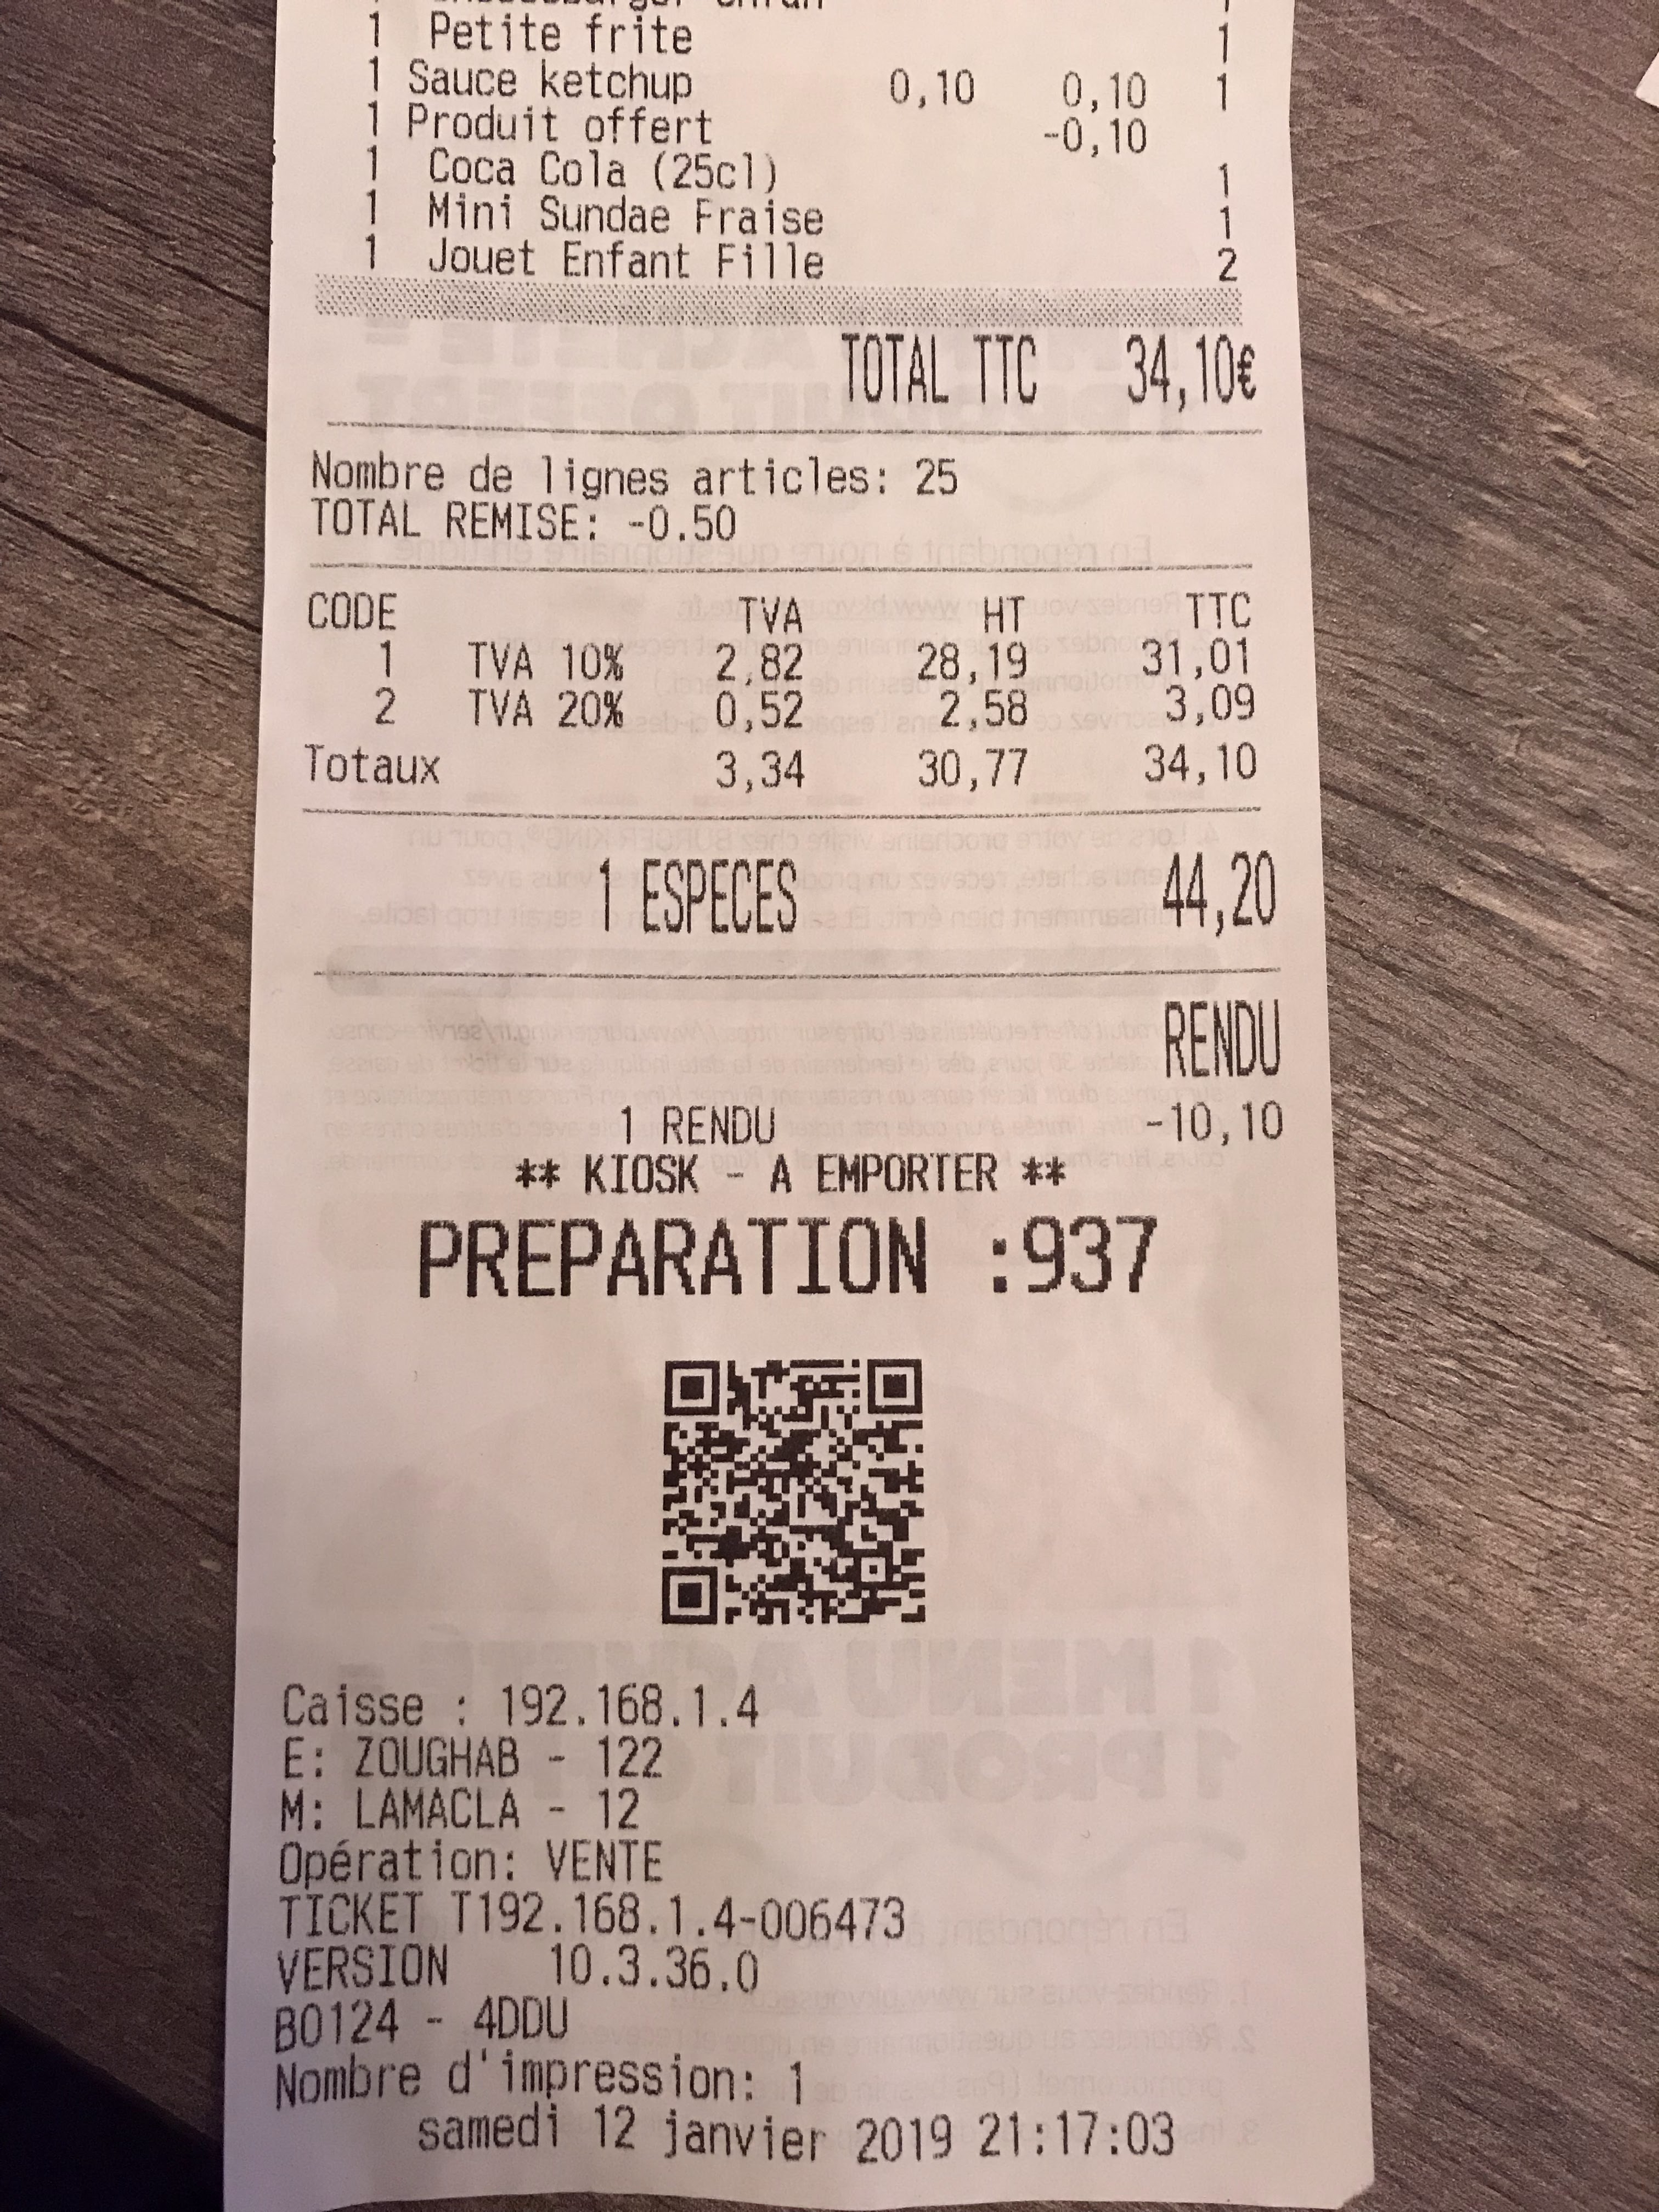 1 Petite frite 1
1 Sauce ketchup 0,10 0,10 1
1 Produit offert -0,10
1 Coca Cola (25cl) 1
1 Mini Sundae Fraise 1
1 Jouet Enfant Fille 2
TOTAL TTC 34,10€
Nombre de lignes articles: 25
TOTAL REMISE: -0.50
CODE TVA HT TTC
1 TVA 10% 2,82 28,19 31,01
2 TVA 20% 0,52 2,58 3,09
Totaux 3,34 30,77 34,10
1 ESPECES 44,20
RENDU
1 RENDU -10,10
** KIOSK - A EMPORTER **
PREPARATION :937
Caisse : 192.168.1.4
E: ZOUGHAB - 122
M: LAMACLA - 12
Opération: VENTE
TICKET T192.168.1.4-006473
VERSION 10.3.36.0
B0124 - 4DDU
Nombre d'impression: 1
samedi 12 janvier 2019 21:17:03